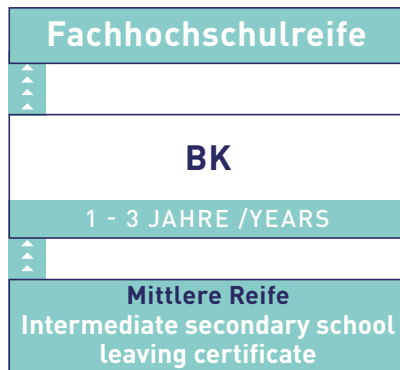 Fachhochschulreife
BK
1 - 3 JAHRE /YEARS
Mittlere Reife
Intermediate secondary school
leaving certificate